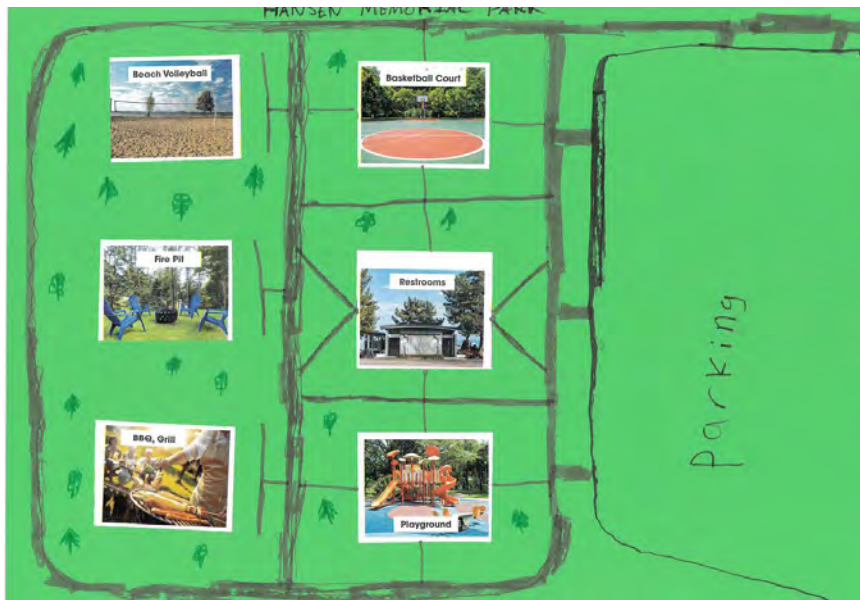 HANSEN MEMORIAL PARK
Beach Volleyball
Basketball Court
Fire Pit
Restrooms
Parking
BBQ, Grill
Playground